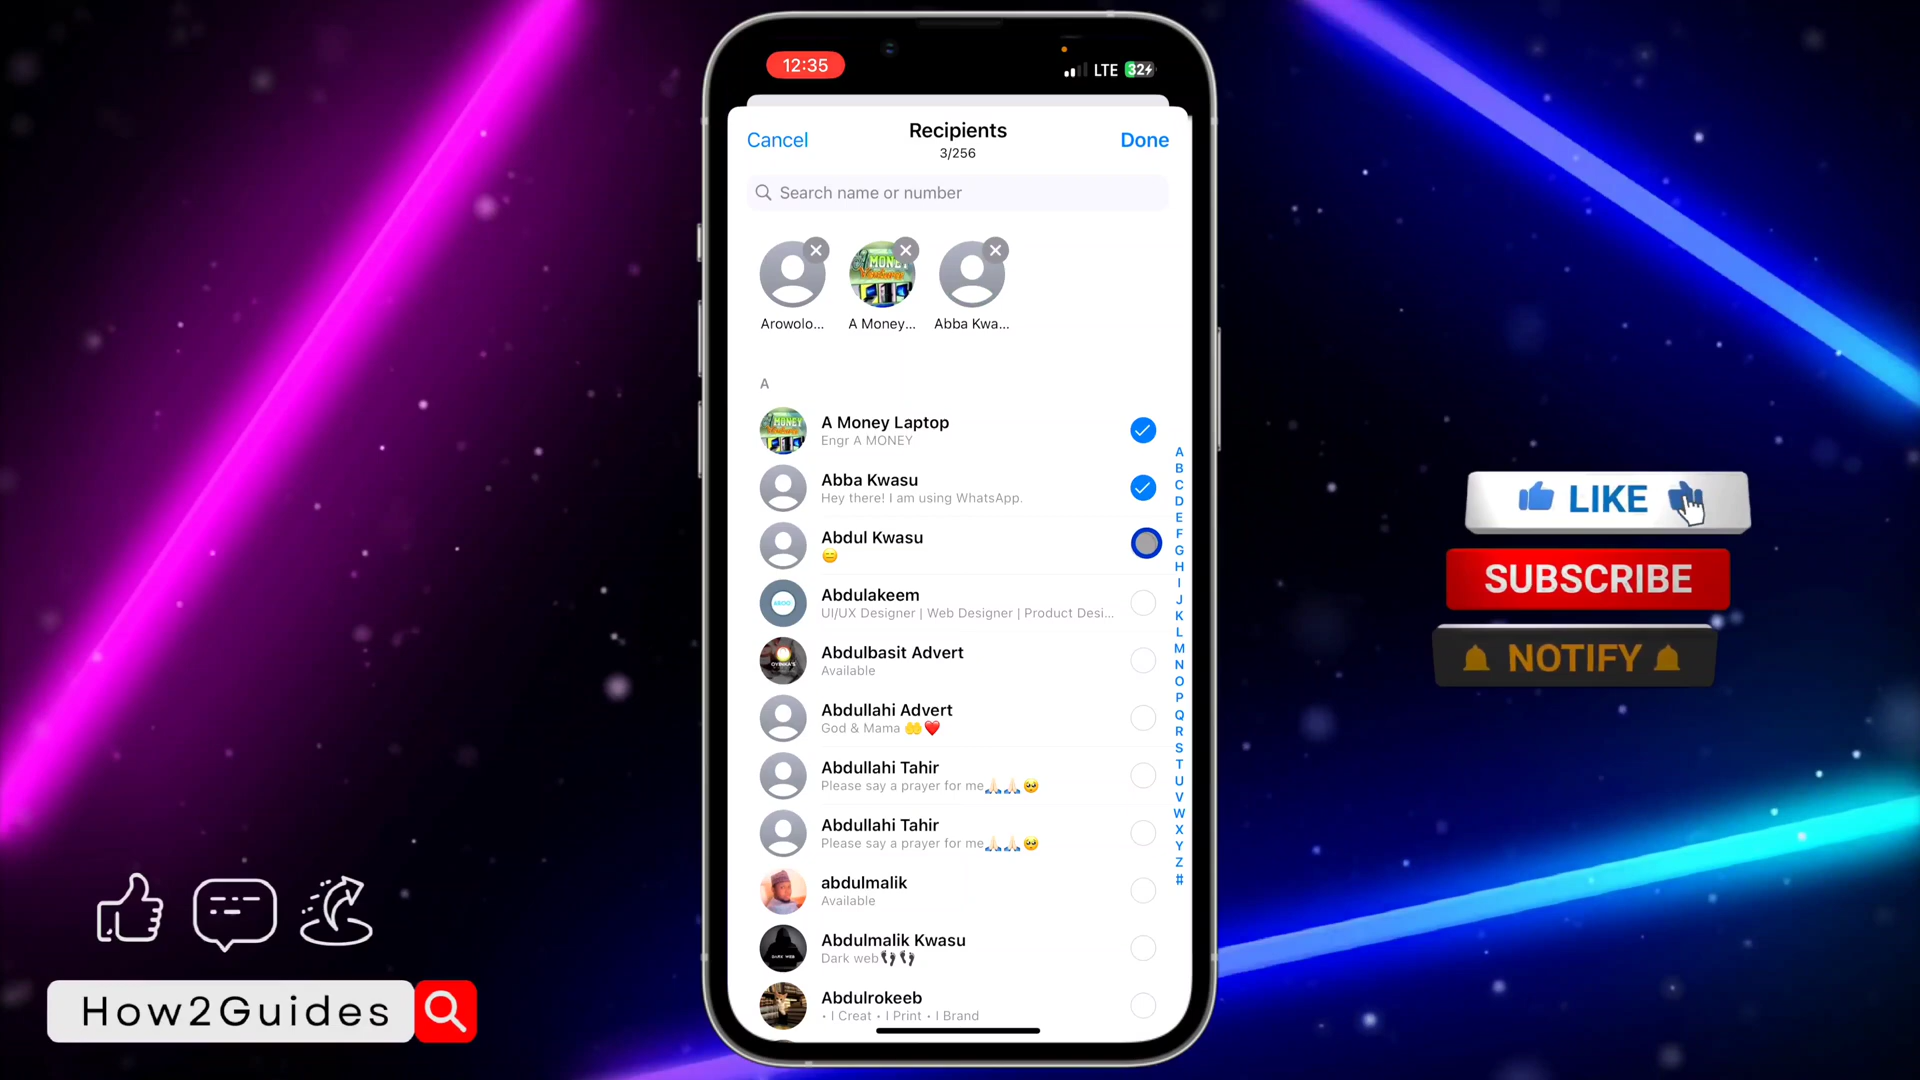 12:35
LTE 32
Cancel
Recipients
Done
3/256
Search name or number
Arowolo...
A Money...
Abba Kwa...
A
A Money Laptop
Engr A MONEY
Abba Kwasu
Hey there! I am using WhatsApp.
Abdul Kwasu
😑
Abdulakeem
UI/UX Designer | Web Designer | Product Desi...
Abdulbasit Advert
Available
Abdullahi Advert
God & Mama 🤲❤️
Abdullahi Tahir
Please say a prayer for me🙏🏻🙏🏻🥺
Abdullahi Tahir
Please say a prayer for me🙏🏻🙏🏻🥺
abdulmalik
Available
Abdulmalik Kwasu
Dark web👣👣
Abdulrokeeb
• I Creat • I Print • I Brand
A
B
C
D
E
F
G
H
I
J
K
L
M
N
O
P
Q
R
S
T
U
V
W
X
Y
Z
#
LIKE
SUBSCRIBE
NOTIFY
How2Guides